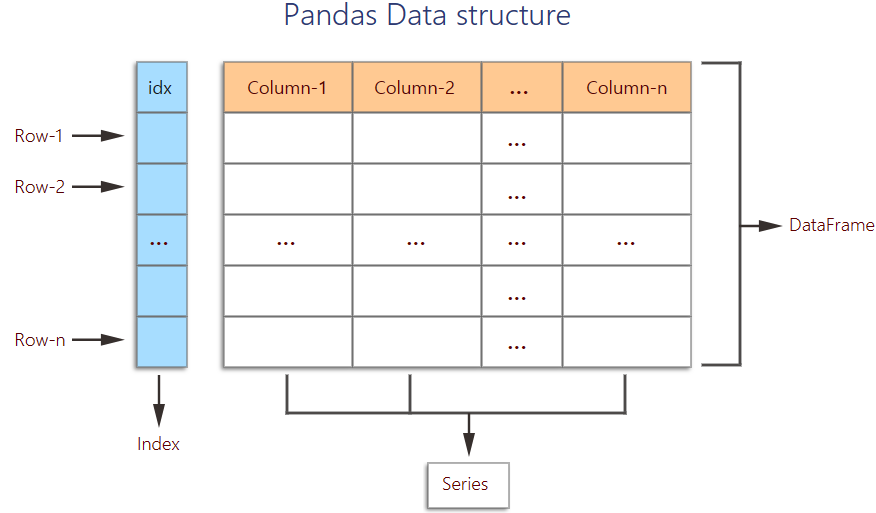 Pandas Data structure
idx Column-1 Column-2 ... Column-n
Row-1 ...
Row-2 ...
... ... ... ... ...
DataFrame
...
Row-n ...
Index
Series